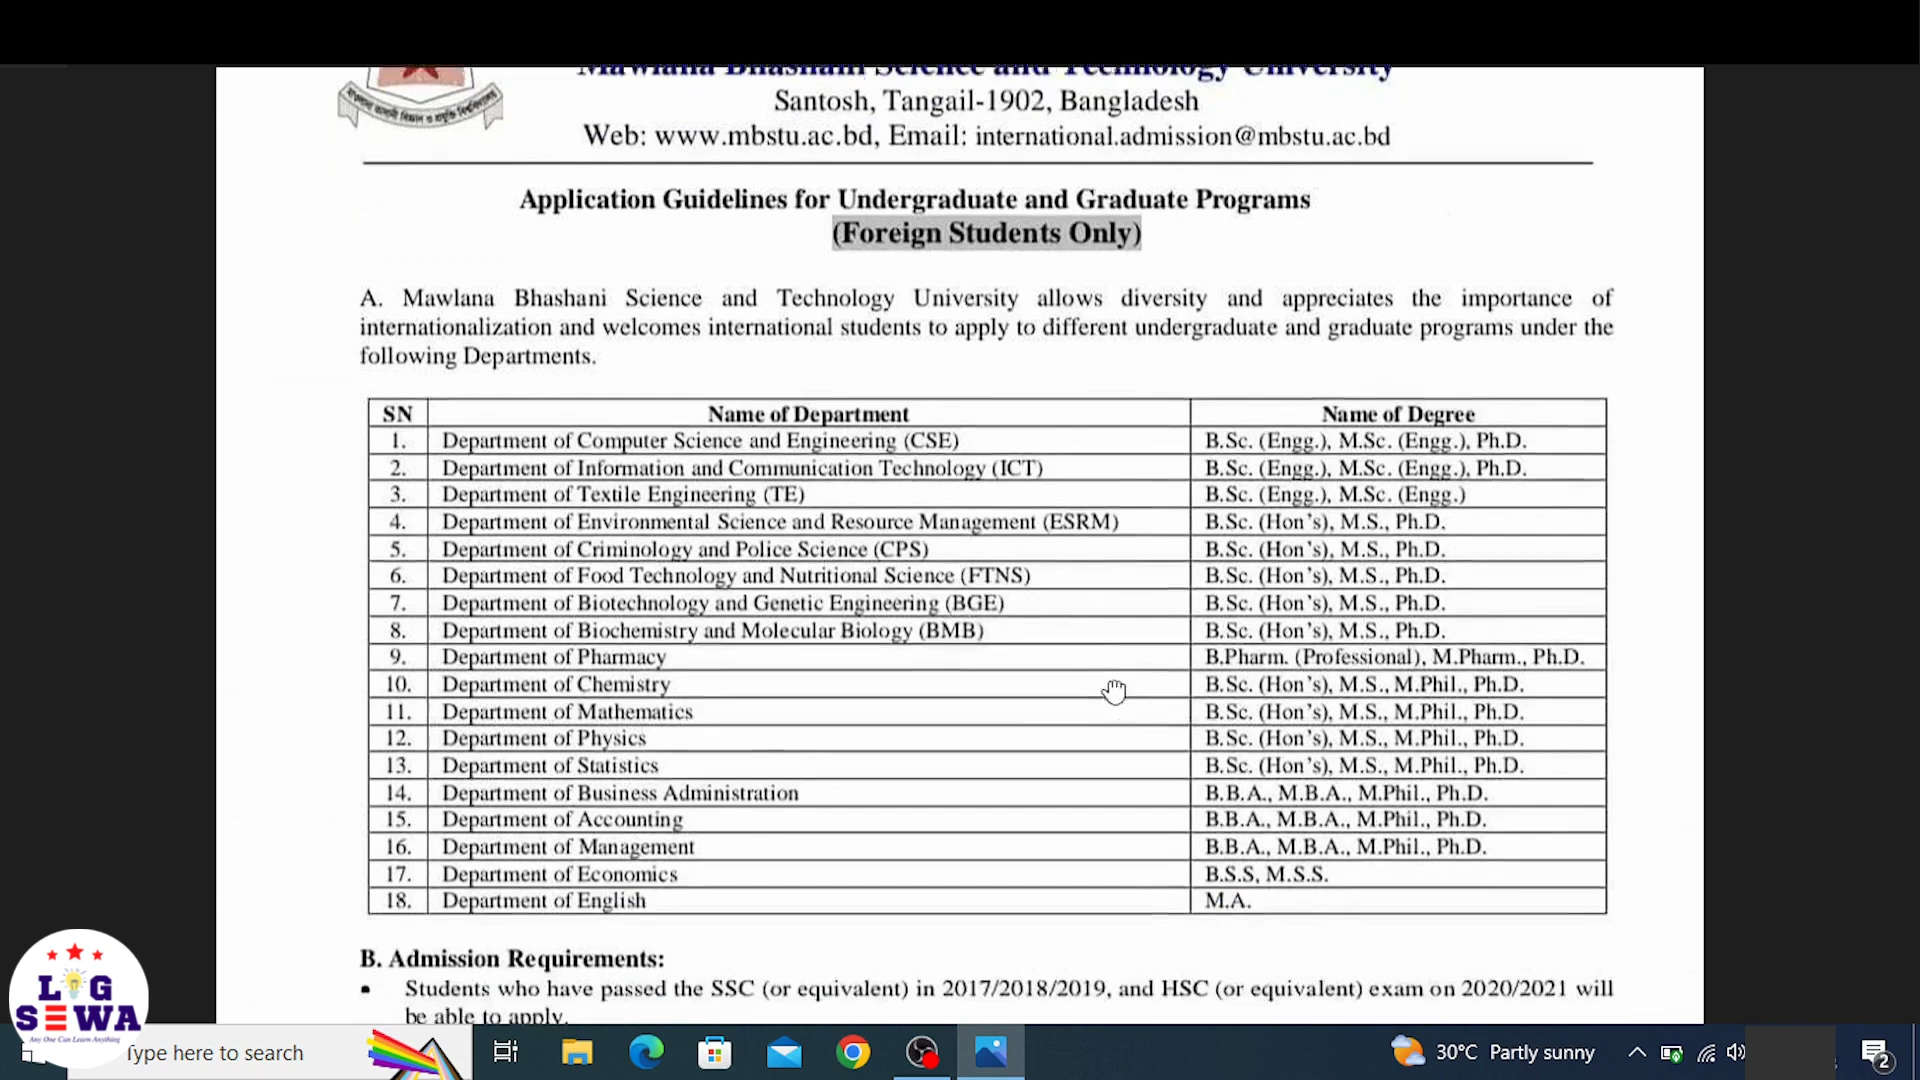 Mawlana Bhashani Science and Technology University
Santosh, Tangail-1902, Bangladesh
Web: www.mbstu.ac.bd, Email: international.admission@mbstu.ac.bd
Application Guidelines for Undergraduate and Graduate Programs
(Foreign Students Only)
A. Mawlana Bhashani Science and Technology University allows diversity and appreciates the importance of
internationalization and welcomes international students to apply to different undergraduate and graduate programs under the
following Departments.
SN Name of Department Name of Degree
1. Department of Computer Science and Engineering (CSE) B.Sc. (Engg.), M.Sc. (Engg.), Ph.D.
2. Department of Information and Communication Technology (ICT) B.Sc. (Engg.), M.Sc. (Engg.), Ph.D.
3. Department of Textile Engineering (TE) B.Sc. (Engg.), M.Sc. (Engg.)
4. Department of Environmental Science and Resource Management (ESRM) B.Sc. (Hon's), M.S., Ph.D.
5. Department of Criminology and Police Science (CPS) B.Sc. (Hon's), M.S., Ph.D.
6. Department of Food Technology and Nutritional Science (FTNS) B.Sc. (Hon's), M.S., Ph.D.
7. Department of Biotechnology and Genetic Engineering (BGE) B.Sc. (Hon's), M.S., Ph.D.
8. Department of Biochemistry and Molecular Biology (BMB) B.Sc. (Hon's), M.S., Ph.D.
9. Department of Pharmacy B.Pharm. (Professional), M.Pharm., Ph.D.
10. Department of Chemistry B.Sc. (Hon's), M.S., M.Phil., Ph.D.
11. Department of Mathematics B.Sc. (Hon's), M.S., M.Phil., Ph.D.
12. Department of Physics B.Sc. (Hon's), M.S., M.Phil., Ph.D.
13. Department of Statistics B.Sc. (Hon's), M.S., M.Phil., Ph.D.
14. Department of Business Administration B.B.A., M.B.A., M.Phil., Ph.D.
15. Department of Accounting B.B.A., M.B.A., M.Phil., Ph.D.
16. Department of Management B.B.A., M.B.A., M.Phil., Ph.D.
17. Department of Economics B.S.S, M.S.S.
18. Department of English M.A.
B. Admission Requirements:
▪ Students who have passed the SSC (or equivalent) in 2017/2018/2019, and HSC (or equivalent) exam on 2020/2021 will
be able to apply.
LOG
SEWA
Any One Can Learn Anything
Type here to search
30°C Partly sunny
2